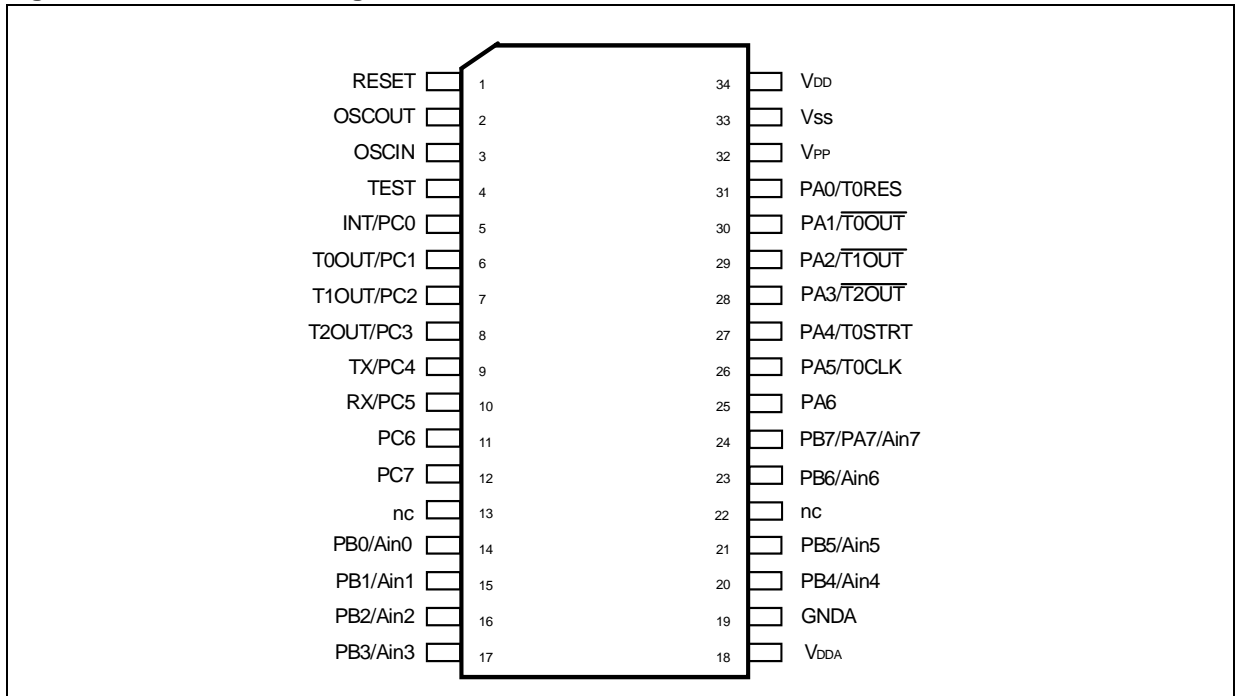 RESET 1 34 VDD
OSCOUT 2 33 Vss
OSCIN 3 32 VPP
TEST 4 31 PA0/T0RES
INT/PC0 5 30 PA1/T0OUT
T0OUT/PC1 6 29 PA2/T1OUT
T1OUT/PC2 7 28 PA3/T2OUT
T2OUT/PC3 8 27 PA4/T0STRT
TX/PC4 9 26 PA5/T0CLK
RX/PC5 10 25 PA6
PC6 11 24 PB7/PA7/Ain7
PC7 12 23 PB6/Ain6
nc 13 22 nc
PB0/Ain0 14 21 PB5/Ain5
PB1/Ain1 15 20 PB4/Ain4
PB2/Ain2 16 19 GNDA
PB3/Ain3 17 18 VDDA